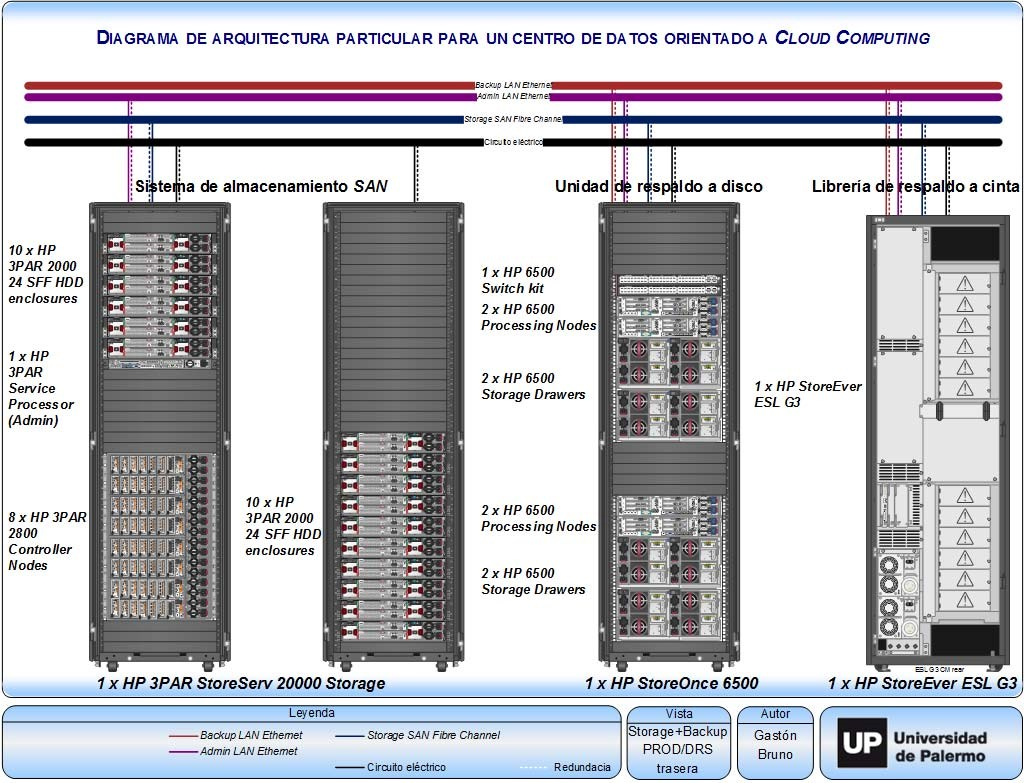 DIAGRAMA DE ARQUITECTURA PARTICULAR PARA UN CENTRO DE DATOS ORIENTADO A CLOUD COMPUTING
Backup LAN Ethernet
Admin LAN Ethernet
Storage SAN Fibre Channel
Circuito eléctrico
Sistema de almacenamiento SAN
Unidad de respaldo a disco
Librería de respaldo a cinta
10 x HP
3PAR 2000
24 SFF HDD
enclosures
1 x HP
3PAR
Service
Processor
(Admin)
8 x HP 3PAR
2800
Controller
Nodes
10 x HP
3PAR 2000
24 SFF HDD
enclosures
1 x HP 6500
Switch kit
2 x HP 6500
Processing Nodes
2 x HP 6500
Storage Drawers
2 x HP 6500
Processing Nodes
2 x HP 6500
Storage Drawers
1 x HP StoreEver
ESL G3
ESL G3 CM rear
1 x HP 3PAR StoreServ 20000 Storage
1 x HP StoreOnce 6500
1 x HP StoreEver ESL G3
Leyenda
Backup LAN Ethernet
Storage SAN Fibre Channel
Admin LAN Ethernet
Circuito eléctrico
Redundacia
Vista
Storage+Backup
PROD/DRS
trasera
Autor
Gastón
Bruno
UP
Universidad
de Palermo